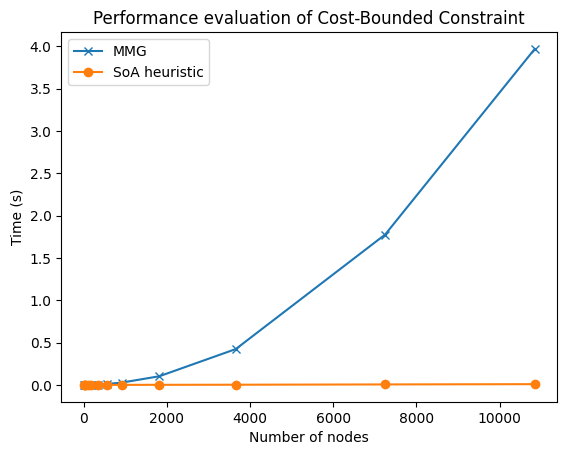 Performance evaluation of Cost-Bounded Constraint
MMG
SoA heuristic
4.0
3.5
3.0
2.5
2.0
1.5
1.0
0.5
0.0
Time (s)
0 2000 4000 6000 8000 10000
Number of nodes